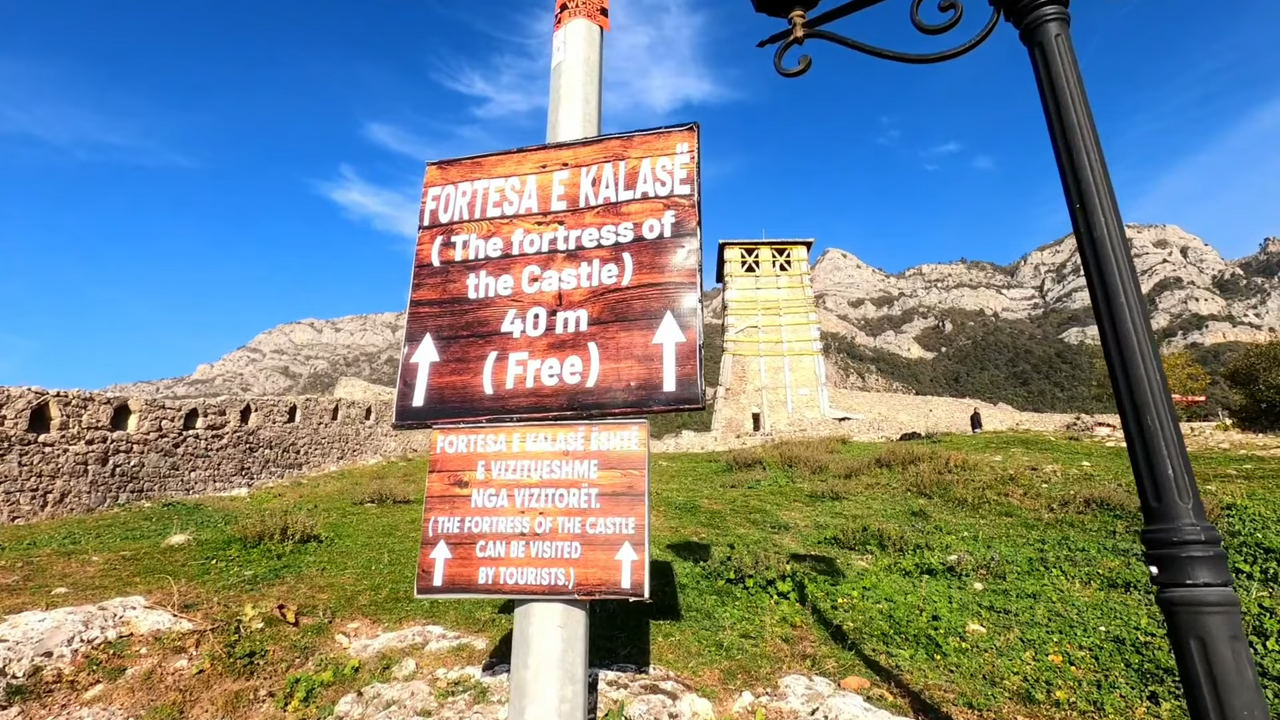 FORTESA E KALASË
( The fortress of
the Castle)
40 m
( Free )
FORTESA E KALASË ËSHTË
E VIZITUESHME
NGA VIZITORËT.
(THE FORTRESS OF THE CASTLE
CAN BE VISITED
BY TOURISTS.)